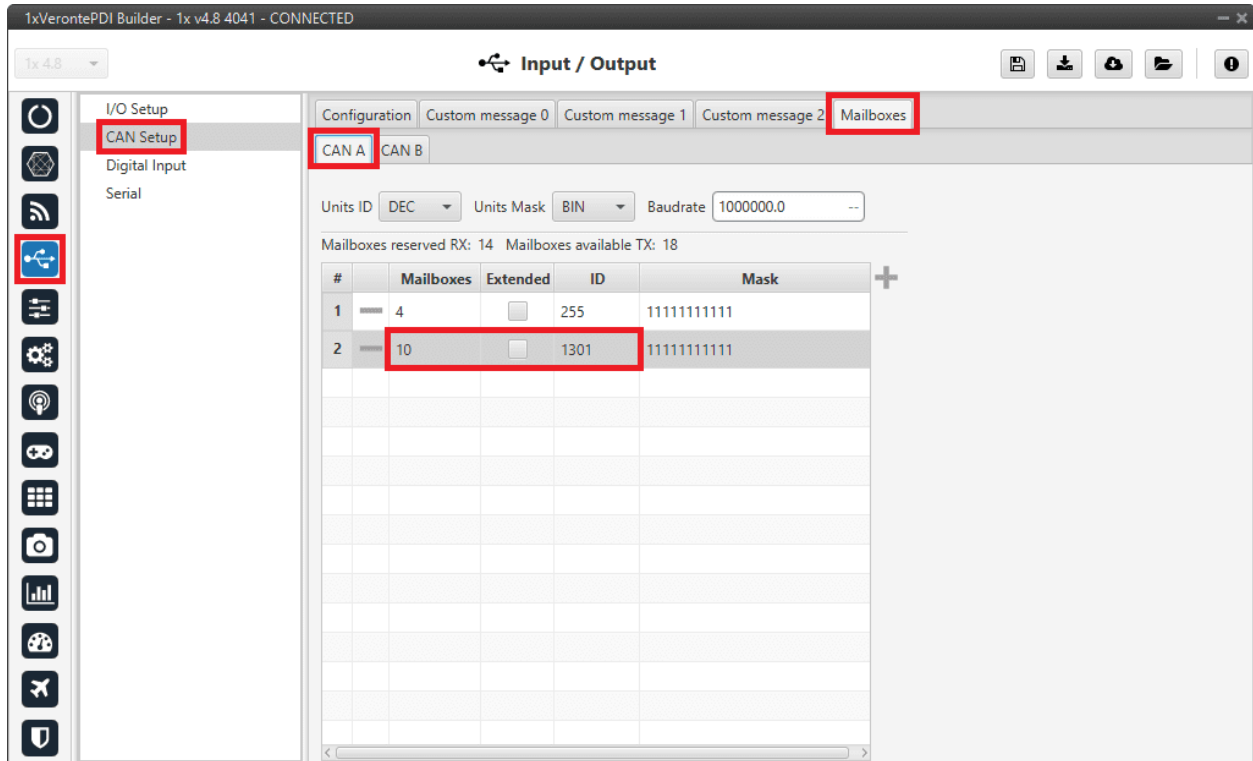 1xVerontePDI Builder - 1x v4.8 4041 - CONNECTED
1x 4.8
Input / Output
I/O Setup
CAN Setup
Digital Input
Serial
Configuration Custom message 0 Custom message 1 Custom message 2 Mailboxes
CAN A CAN B
Units ID DEC Units Mask BIN Baudrate 1000000.0 --
Mailboxes reserved RX: 14 Mailboxes available TX: 18
# Mailboxes Extended ID Mask
1 4 255 11111111111
2 10 1301 11111111111